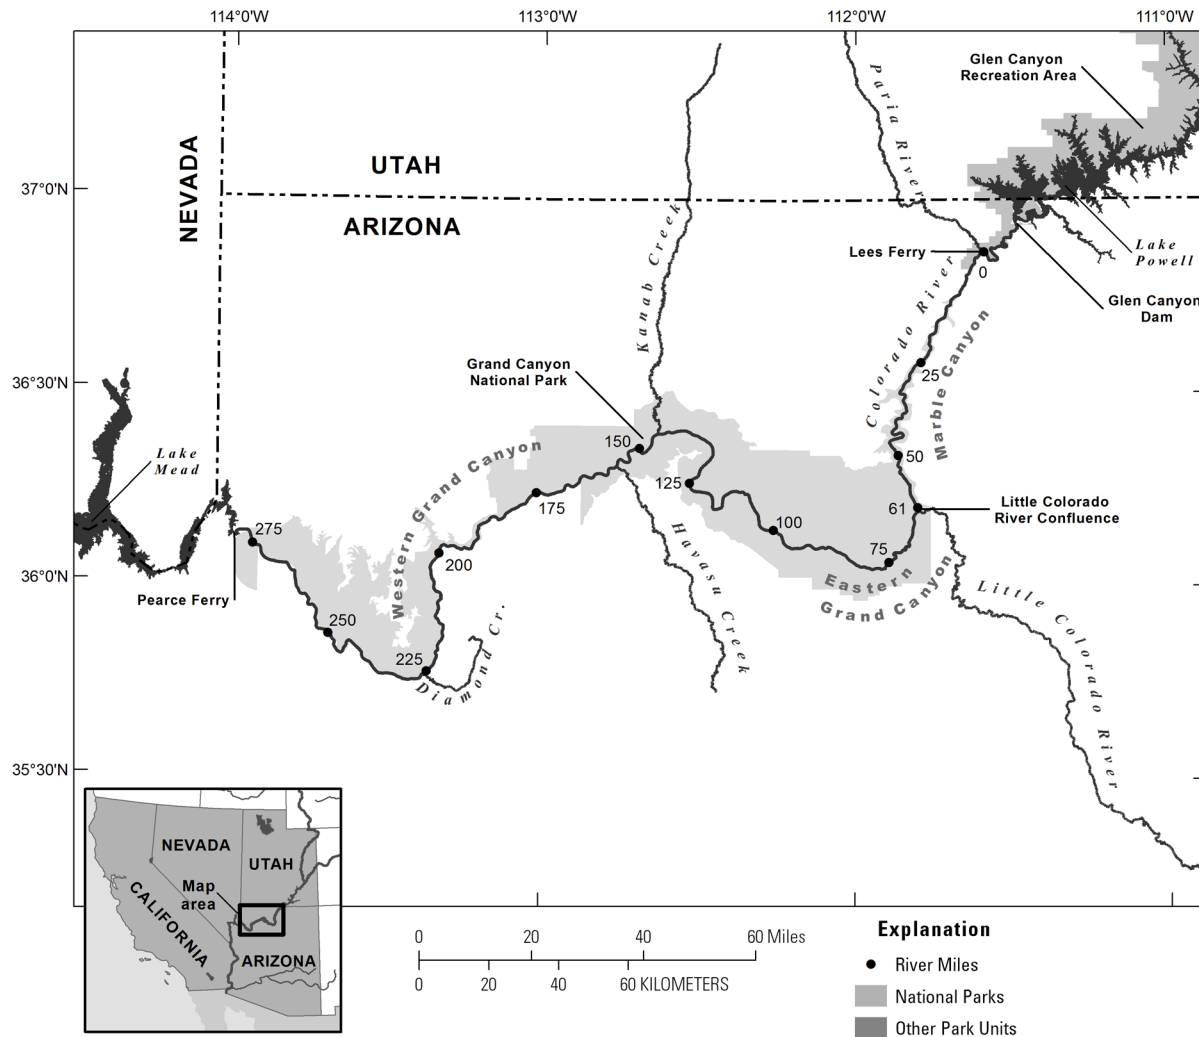 114°0'W
113°0'W
112°0'W
111°0'W
Glen Canyon
Recreation Area
Paria River
NEVADA
UTAH
37°0'N
ARIZONA
Lees Ferry
0
Lake
Powell
Glen Canyon
Dam
Kanab Creek
Colorado River
Marble Canyon
25
Grand Canyon
National Park
36°30'N
Lake
Mead
Western Grand Canyon
150
50
125
175
61
Little Colorado
River Confluence
275
100
75
200
36°0'N
Eastern
Grand Canyon
Havasu Creek
Pearce Ferry
250
225
Diamond Cr.
Little Colorado River
35°30'N
NEVADA
UTAH
Map
area
CALIFORNIA
ARIZONA
0 20 40 60 Miles
0 20 40 60 KILOMETERS
Explanation
River Miles
National Parks
Other Park Units